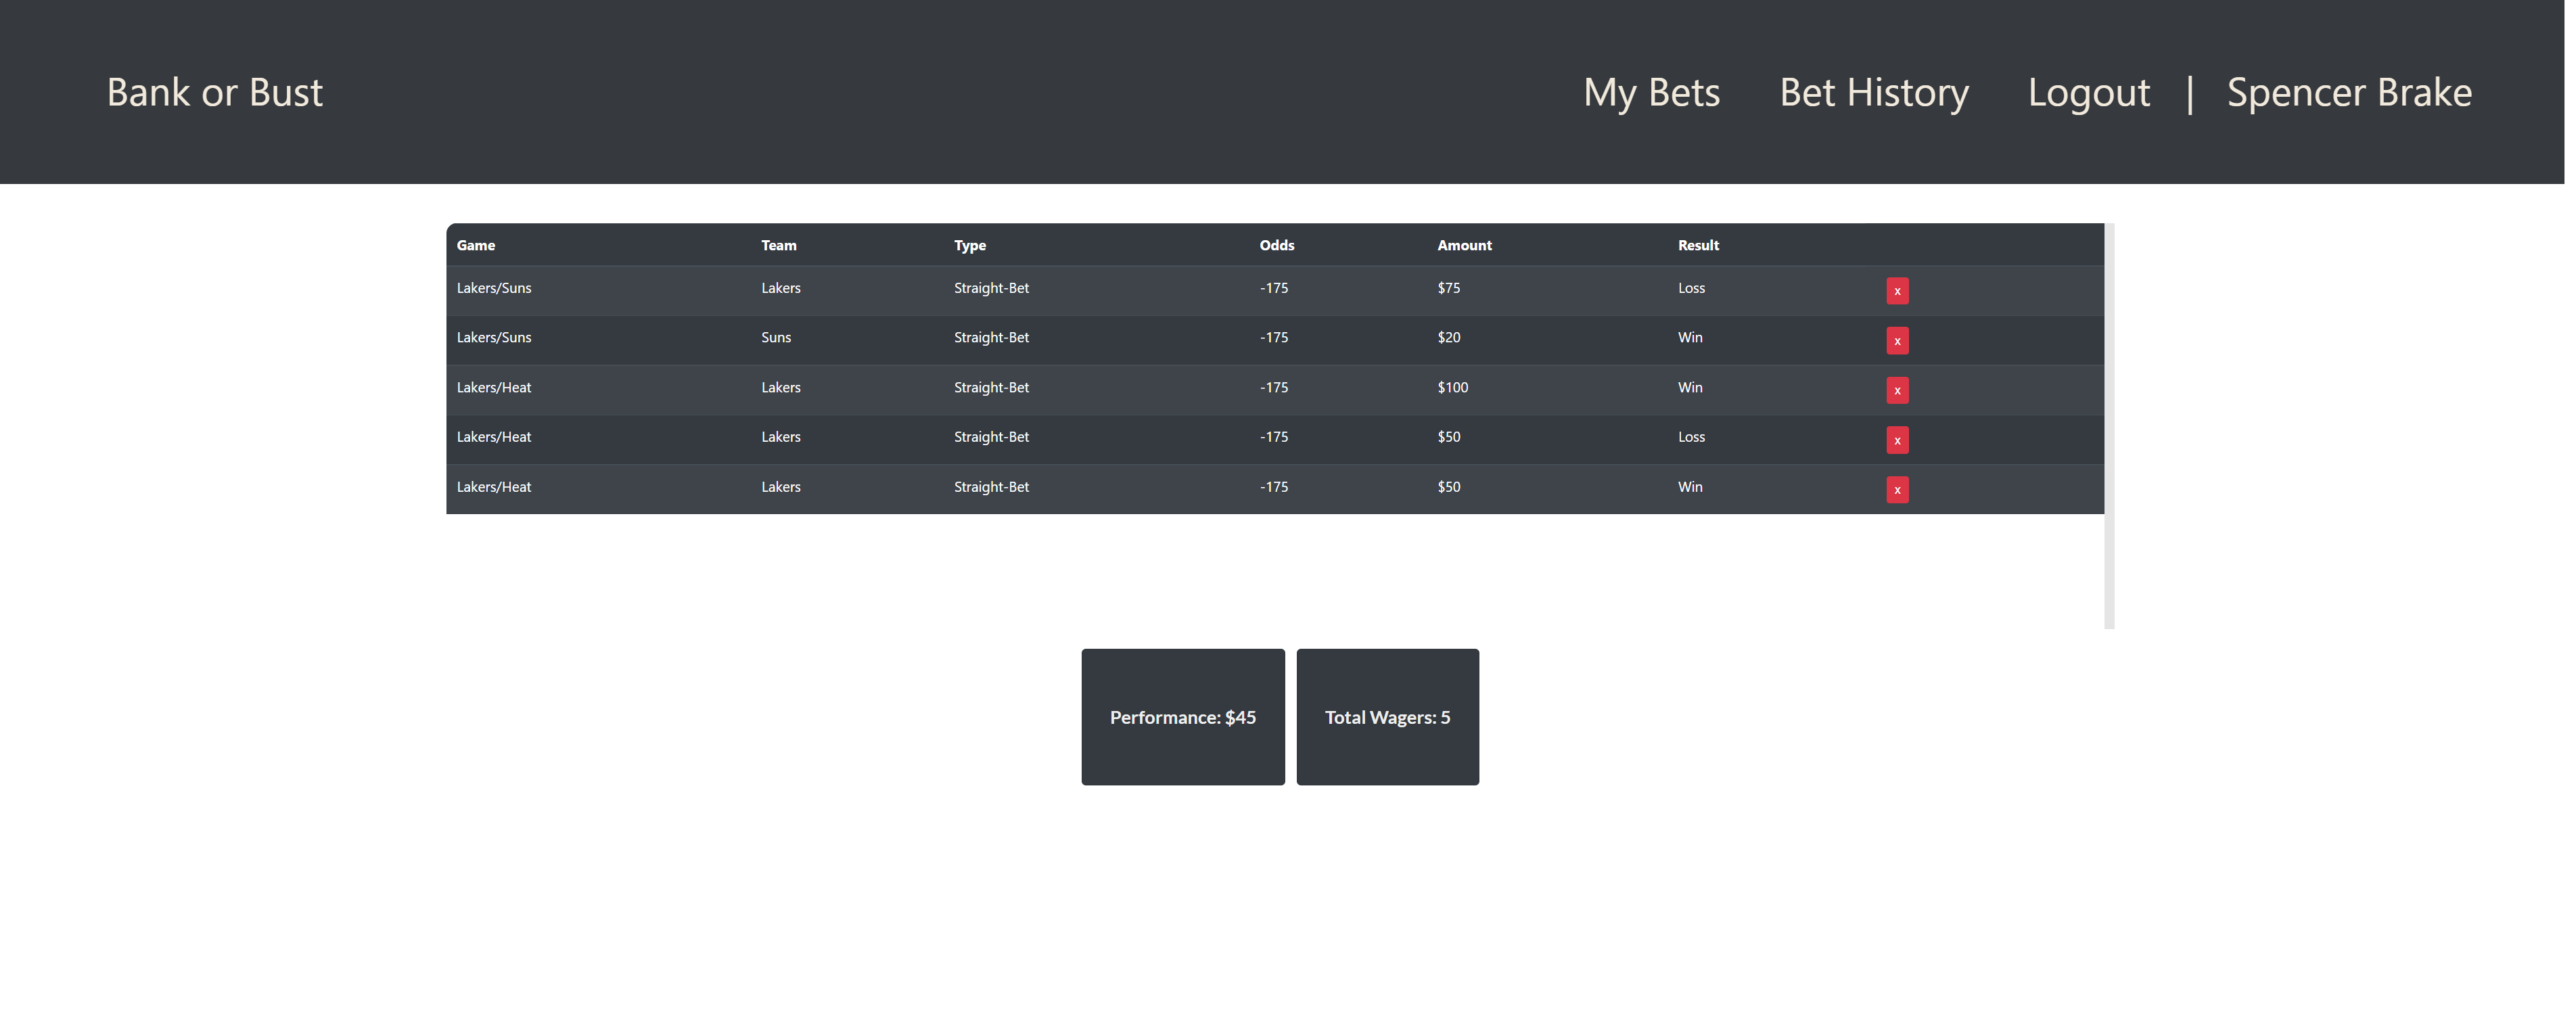 Bank or Bust My Bets Bet History Logout | Spencer Brake
Game Team Type Odds Amount Result
Lakers/Suns Lakers Straight-Bet -175 $75 Loss x
Lakers/Suns Suns Straight-Bet -175 $20 Win x
Lakers/Heat Lakers Straight-Bet -175 $100 Win x
Lakers/Heat Lakers Straight-Bet -175 $50 Loss x
Lakers/Heat Lakers Straight-Bet -175 $50 Win x
Performance: $45 Total Wagers: 5